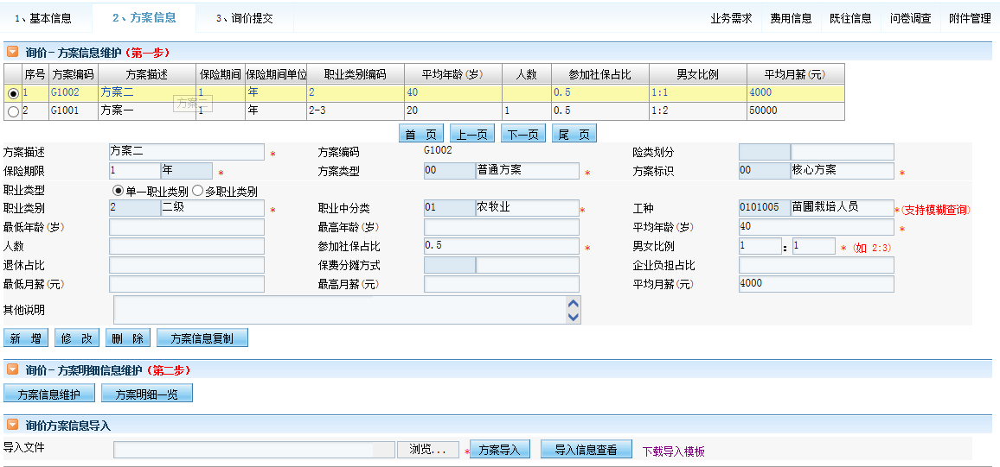 1、基本信息 2、方案信息 3、询价提交 业务需求 费用信息 既往信息 问卷调查 附件管理
询价－方案信息维护（第一步）
序号 方案编码 方案描述 保险期间 保险期间单位 职业类别编码 平均年龄(岁) 人数 参加社保占比 男女比例 平均月薪(元)
1 G1002 方案二 1 年 2 40 0.5 1:1 4000
方案二
2 G1001 方案一 1 年 2-3 20 1 0.5 1:2 50000
首 页 上一页 下一页 尾 页
方案描述 方案二 * 方案编码 G1002 险类划分
保险期限 1 年 * 方案类型 00 普通方案 * 方案标识 00 核心方案 *
职业类型 单一职业类别 多职业类别
职业类别 2 二级 * 职业中分类 01 农牧业 * 工种 0101005 苗圃栽培人员 *(支持模糊查询)
最低年龄(岁) 最高年龄(岁) 平均年龄(岁) 40 *
人数 参加社保占比 0.5 * 男女比例 1 : 1 * (如 2:3)
退休占比 保费分摊方式 企业负担占比
最低月薪(元) 最高月薪(元) 平均月薪(元) 4000
其他说明
新 增 修 改 删 除 方案信息复制
询价－方案明细信息维护（第二步）
方案信息维护 方案明细一览
询价方案信息导入
导入文件 浏览... * 方案导入 导入信息查看 下载导入模板